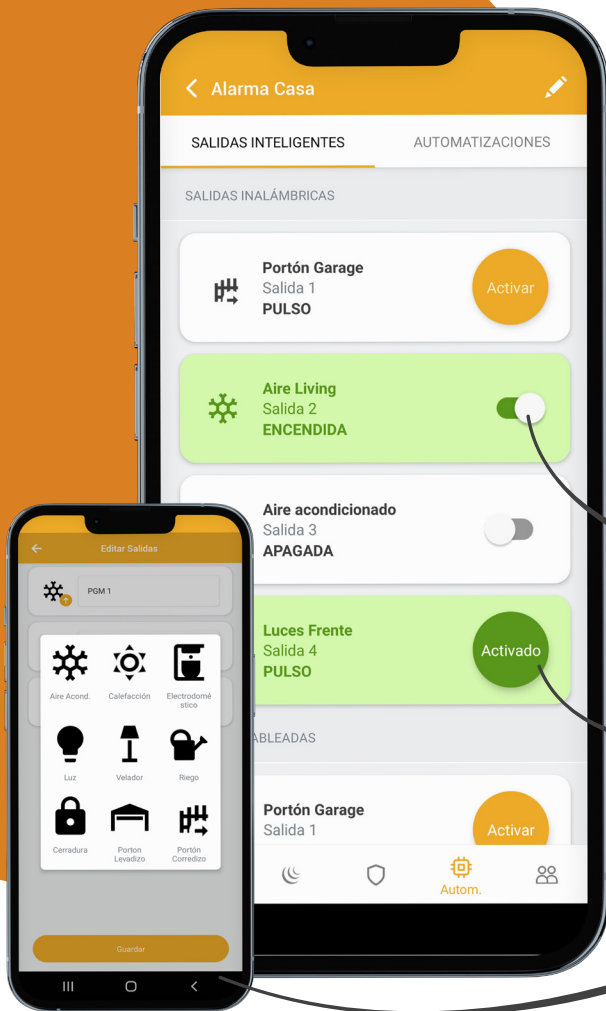 Alarma Casa
SALIDAS INTELIGENTES
AUTOMATIZACIONES
SALIDAS INALÁMBRICAS
Portón Garage
Salida 1
PULSO
Activar
Aire Living
Salida 2
ENCENDIDA
Aire acondicionado
Salida 3
APAGADA
Luces Frente
Salida 4
PULSO
Activado
ABLEADAS
Portón Garage
Salida 1
Activar
Autom.
Editar Salidas
PGM 1
Aire Acond.
Calefacción
Electrodomé
stico
Luz
Velador
Riego
Cerradura
Porton
Levadizo
Portón
Corredizo
Guardar